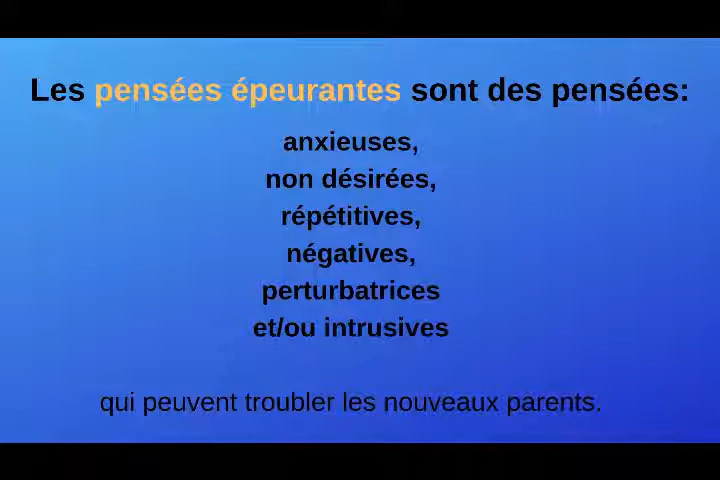 Les pensées épeurantes sont des pensées:
anxieuses,
non désirées,
répétitives,
négatives,
perturbatrices
et/ou intrusives
qui peuvent troubler les nouveaux parents.